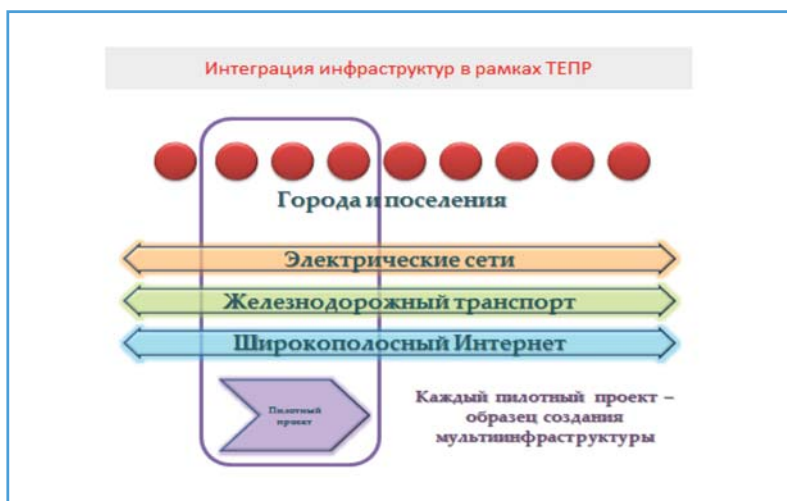 Интеграция инфраструктур в рамках ТЕПР
Города и поселения
Электрические сети
Железнодорожный транспорт
Широкополосный Интернет
Пилотный
проект
Каждый пилотный проект –
образец создания
мультиинфраструктуры